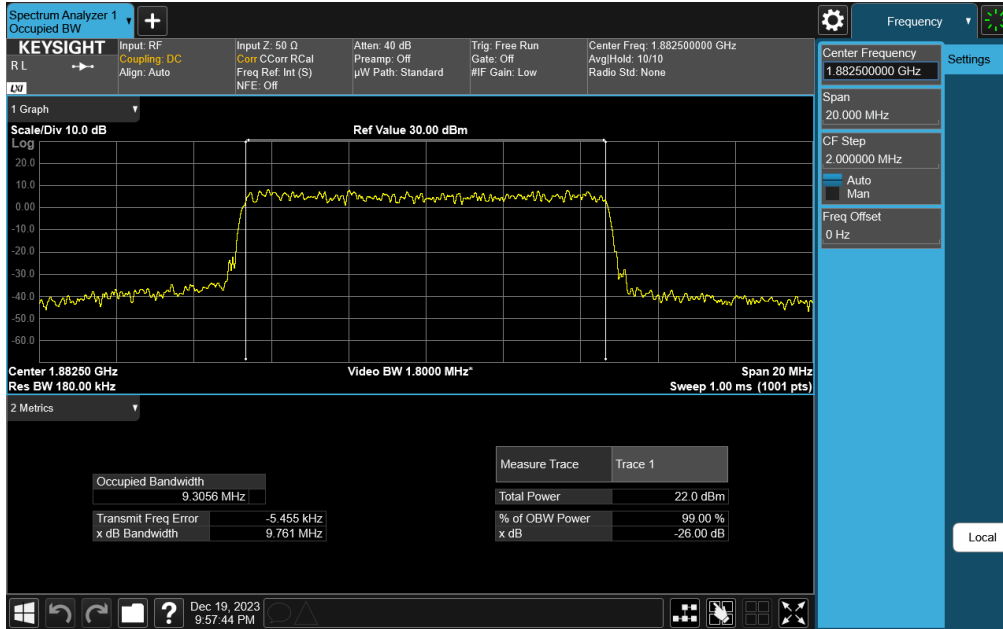 Spectrum Analyzer 1
Occupied BW
Frequency
KEYSIGHT
R L
LXI
Input: RF
Coupling: DC
Align: Auto
Input Z: 50 Ω
Corr CCorr RCal
Freq Ref: Int (S)
NFE: Off
Atten: 40 dB
Preamp: Off
µW Path: Standard
Trig: Free Run
Gate: Off
#IF Gain: Low
Center Freq: 1.882500000 GHz
Avg|Hold: 10/10
Radio Std: None
Center Frequency
1.882500000 GHz
Settings
Span
20.000 MHz
CF Step
2.000000 MHz
Auto
Man
Freq Offset
0 Hz
Local
1 Graph
Scale/Div 10.0 dB
Ref Value 30.00 dBm
Log
20.0
10.0
0.00
-10.0
-20.0
-30.0
-40.0
-50.0
-60.0
Center 1.88250 GHz
Video BW 1.8000 MHz*
Span 20 MHz
Res BW 180.00 kHz
Sweep 1.00 ms (1001 pts)
2 Metrics
Measure Trace Trace 1
Occupied Bandwidth
9.3056 MHz
Total Power 22.0 dBm
Transmit Freq Error -5.455 kHz
% of OBW Power 99.00 %
x dB Bandwidth 9.761 MHz
x dB -26.00 dB
?
Dec 19, 2023
9:57:44 PM